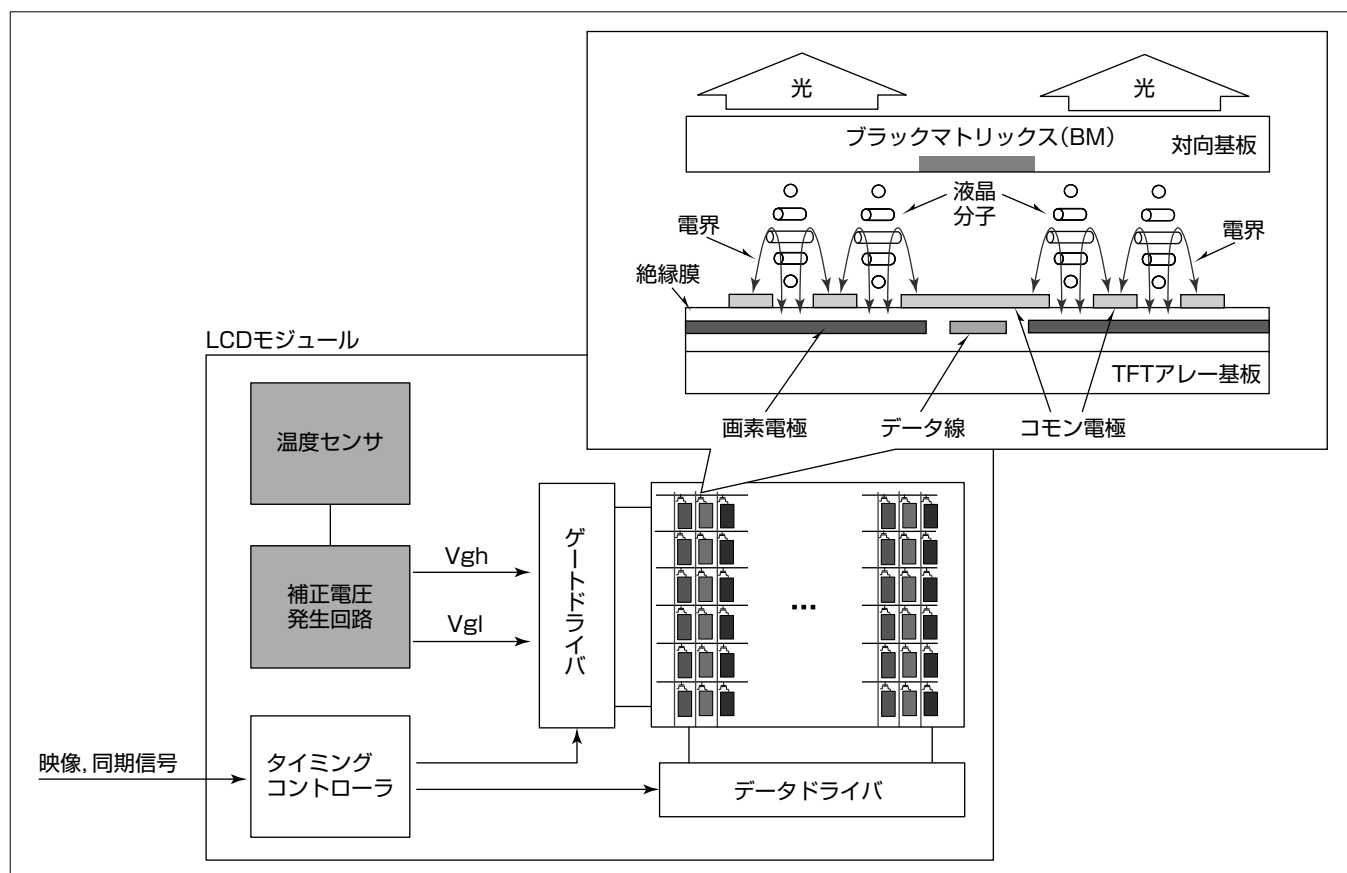 光
光
ブラックマトリックス(BM)
対向基板
液晶
分子
電界
電界
絶縁膜
TFTアレー基板
画素電極
データ線
コモン電極
LCDモジュール
温度センサ
補正電圧
発生回路
Vgh
Vgl
ゲートドライバ
…
映像, 同期信号
タイミング
コントローラ
データドライバ